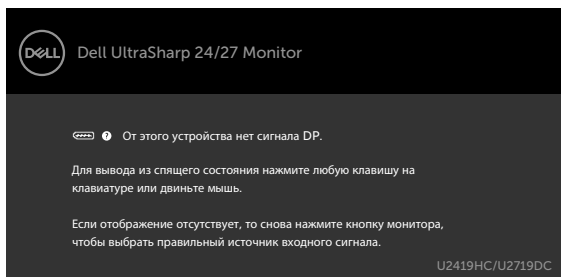 DELL
Dell UltraSharp 24/27 Monitor
От этого устройства нет сигнала DP.
Для вывода из спящего состояния нажмите любую клавишу на
клавиатуре или двиньте мышь.
Если отображение отсутствует, то снова нажмите кнопку монитора,
чтобы выбрать правильный источник входного сигнала.
U2419HC/U2719DC